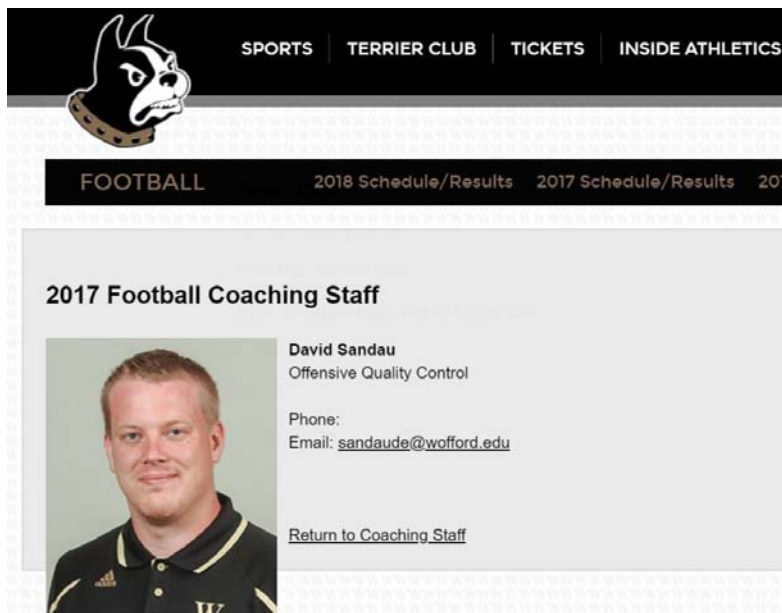 SPORTS TERRIER CLUB TICKETS INSIDE ATHLETICS
FOOTBALL 2018 Schedule/Results 2017 Schedule/Results 201
2017 Football Coaching Staff
David Sandau
Offensive Quality Control
Phone:
Email: sandaude@wofford.edu
Return to Coaching Staff
W